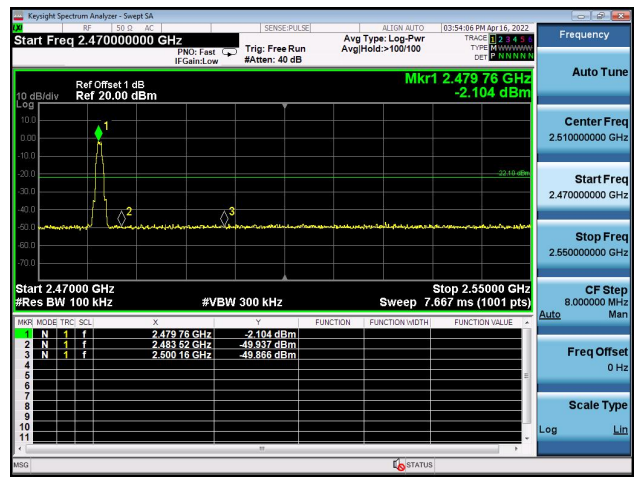 Keysight Spectrum Analyzer - Swept SA
LXI RF 50 Ω AC SENSE:PULSE ALIGN AUTO 03:54:06 PM Apr 16, 2022
Start Freq 2.470000000 GHz
PNO: Fast
IFGain:Low
Trig: Free Run
#Atten: 40 dB
Avg Type: Log-Pwr
Avg|Hold:>100/100
TRACE 1 2 3 4 5 6
TYPE M W W W W W
DET P N N N N N
Frequency
Mkr1 2.479 76 GHz
-2.104 dBm
Ref Offset 1 dB
Ref 20.00 dBm
10 dB/div
Log
10.0
0.00
-10.0
-20.0
-30.0
-40.0
-50.0
-60.0
-70.0
1
2
3
-22.10 dBm
Start 2.47000 GHz
Stop 2.55000 GHz
#Res BW 100 kHz #VBW 300 kHz Sweep 7.667 ms (1001 pts)
MKR MODE TRC SCL X Y FUNCTION FUNCTION WIDTH FUNCTION VALUE
1 N 1 f 2.479 76 GHz -2.104 dBm
2 N 1 f 2.483 52 GHz -49.937 dBm
3 N 1 f 2.500 16 GHz -49.866 dBm
4
5
6
7
8
9
10
11
MSG STATUS
Auto Tune
Center Freq
2.510000000 GHz
Start Freq
2.470000000 GHz
Stop Freq
2.550000000 GHz
CF Step
8.000000 MHz
Auto Man
Freq Offset
0 Hz
Scale Type
Log Lin